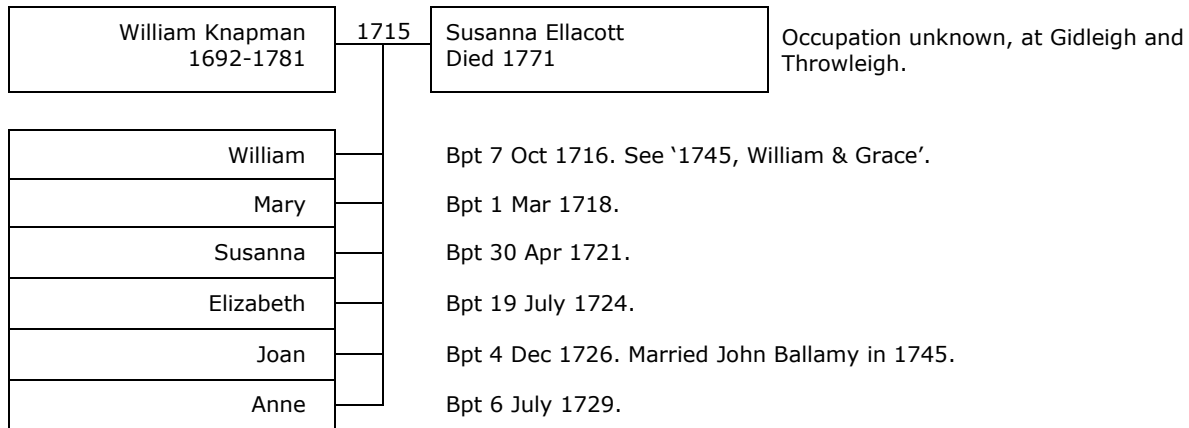 William Knapman
1692-1781
1715
Susanna Ellacott
Died 1771
Occupation unknown, at Gidleigh and
Throwleigh.
William
Bpt 7 Oct 1716. See ‘1745, William & Grace’.
Mary
Bpt 1 Mar 1718.
Susanna
Bpt 30 Apr 1721.
Elizabeth
Bpt 19 July 1724.
Joan
Bpt 4 Dec 1726. Married John Ballamy in 1745.
Anne
Bpt 6 July 1729.